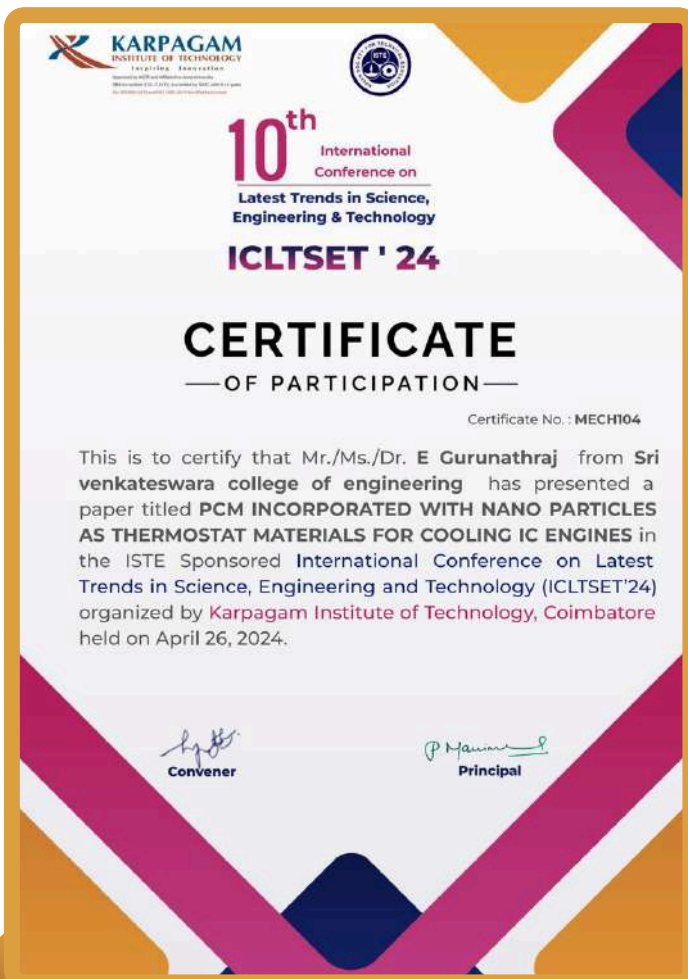 KARPAGAM
INSTITUTE OF TECHNOLOGY
Inspiring Innovation
ISTE
10th
International
Conference on
Latest Trends in Science,
Engineering & Technology
ICLTSET ' 24
CERTIFICATE
OF PARTICIPATION
Certificate No. : MECH104
This is to certify that Mr./Ms./Dr. E Gurunathraj from Sri
venkateswara college of engineering has presented a
paper titled PCM INCORPORATED WITH NANO PARTICLES
AS THERMOSTAT MATERIALS FOR COOLING IC ENGINES in
the ISTE Sponsored International Conference on Latest
Trends in Science, Engineering and Technology (ICLTSET'24)
organized by Karpagam Institute of Technology, Coimbatore
held on April 26, 2024.
Convener
Principal